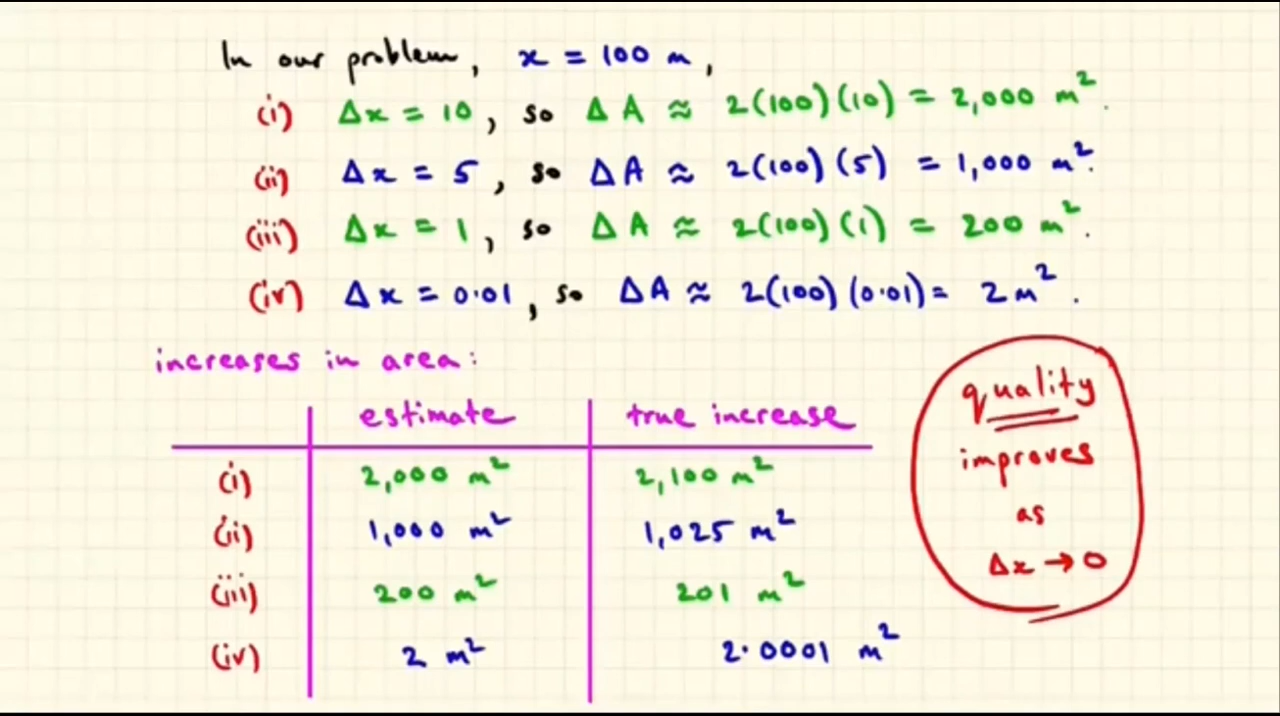 In our problem, x = 100 m,
(i) Δx = 10, so ΔA ≈ 2(100)(10) = 2,000 m².
(ii) Δx = 5, so ΔA ≈ 2(100)(5) = 1,000 m².
(iii) Δx = 1, so ΔA ≈ 2(100)(1) = 200 m².
(iv) Δx = 0·01, so ΔA ≈ 2(100)(0·01) = 2 m².
increases in area:
estimate true increase
(i) 2,000 m² 2,100 m²
(ii) 1,000 m² 1,025 m²
(iii) 200 m² 201 m²
(iv) 2 m² 2·0001 m²
quality
improves
as
Δx → 0